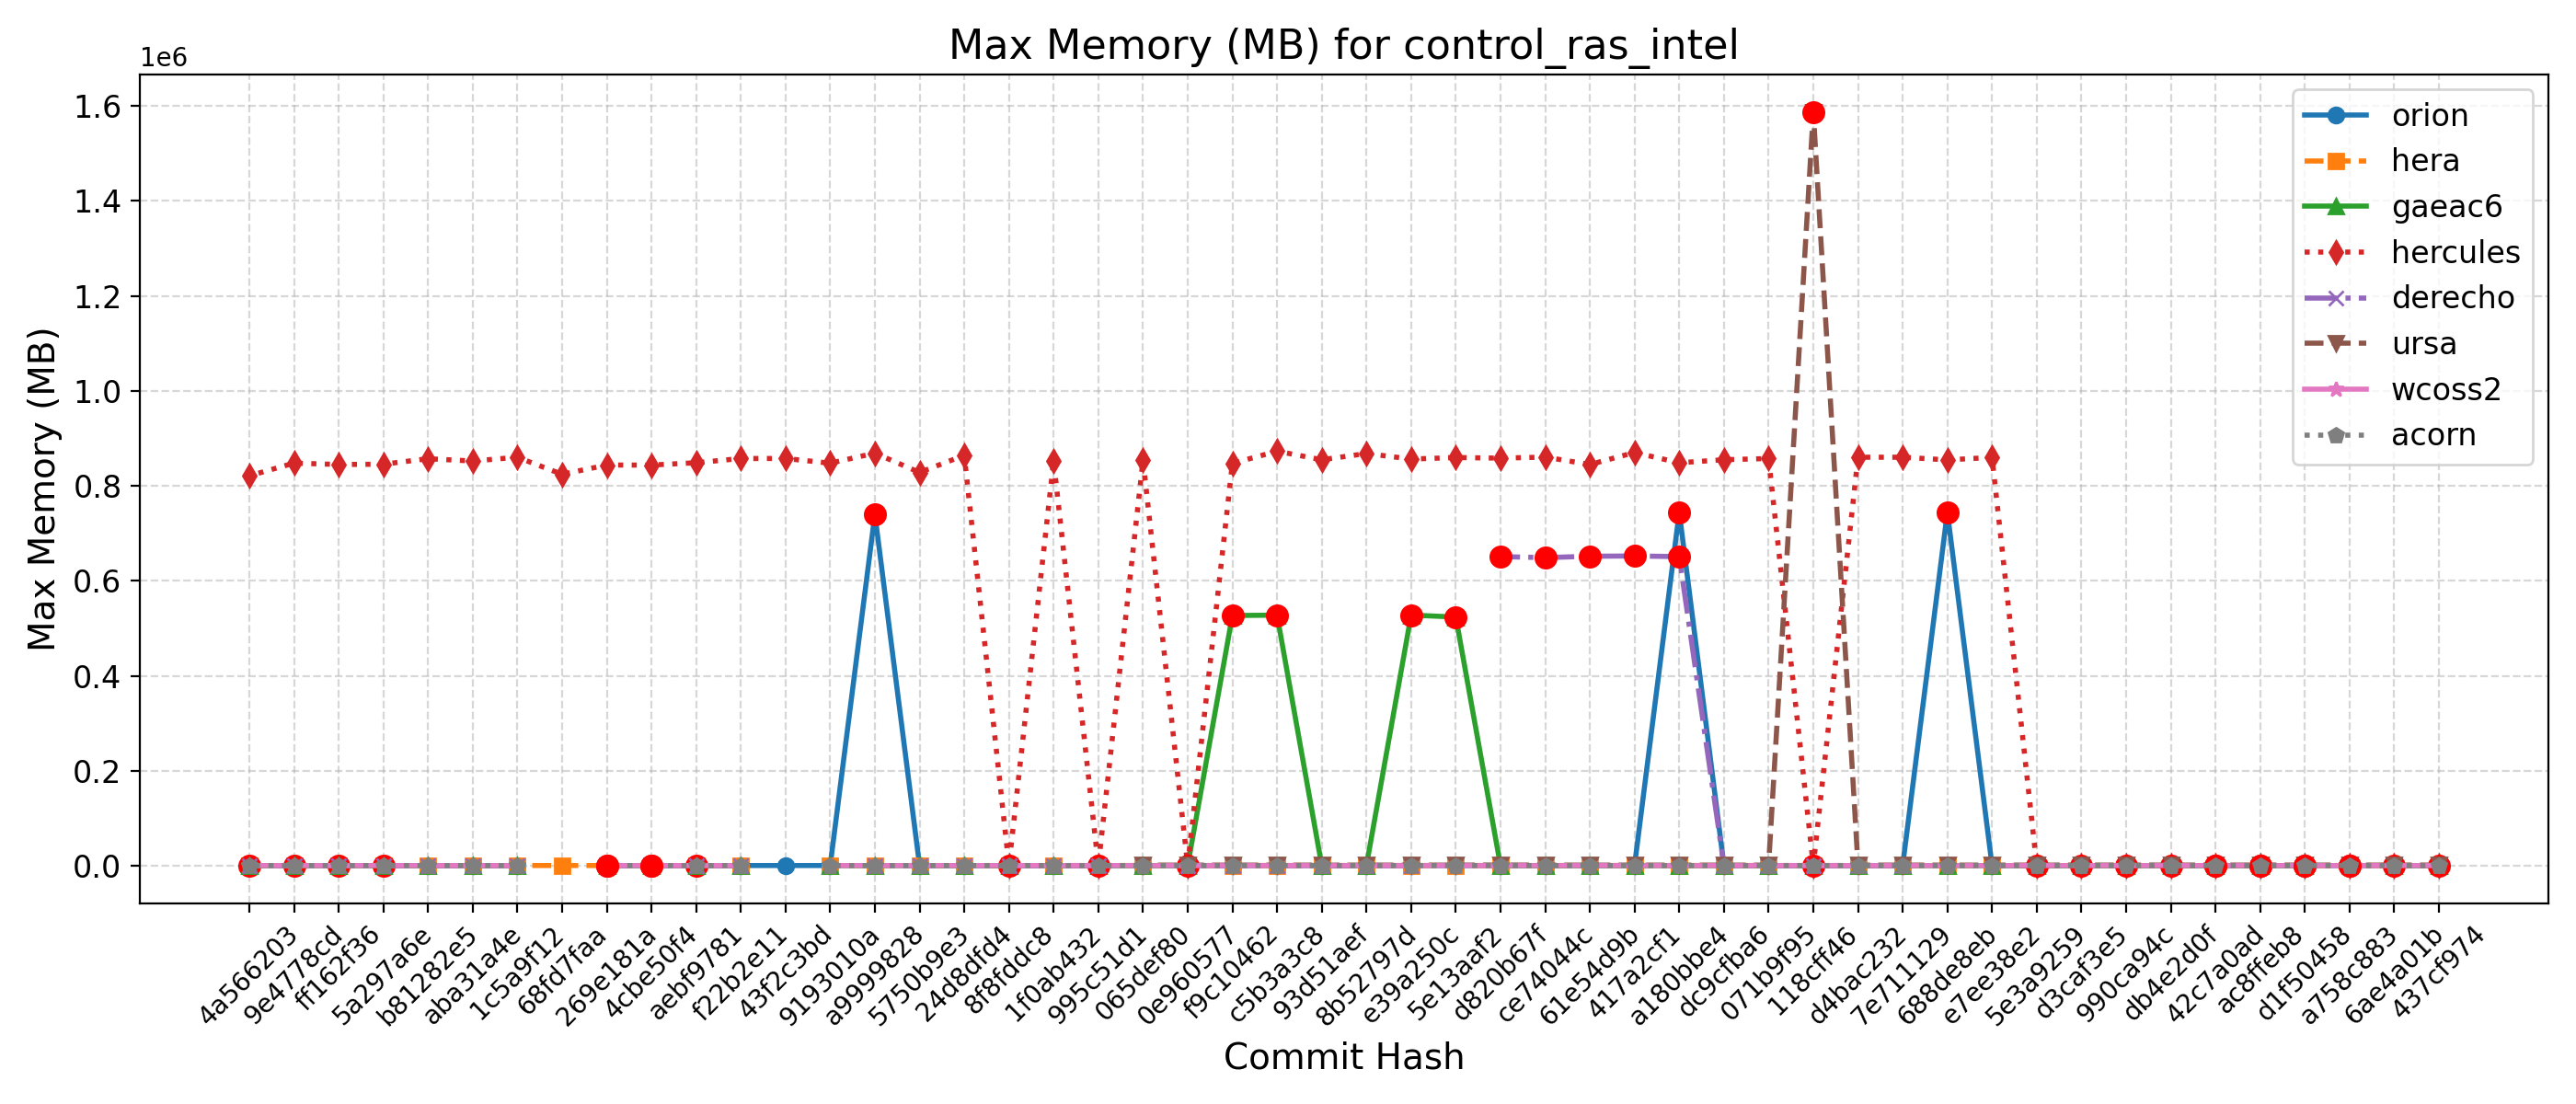 Max Memory (MB) for control_ras_intel
1e6
1.6
1.4
1.2
1.0
0.8
0.6
0.4
0.2
0.0
Max Memory (MB)
orion
hera
gaeac6
hercules
derecho
ursa
wcoss2
acorn
4a566203
9e4778cd
ff162f36
5a297a6e
b81282e5
aba31a4e
1c5a9f12
68fd7faa
269e181a
4cbe50f4
aebf9781
f22b2e11
43f2c3bd
9193010a
a9999828
5750b9e3
24d8dfd4
8f8fddc8
1f0ab432
995c51d1
065def80
0e960577
f9c10462
c5b3a3c8
93d51aef
8b52797d
e39a250c
5e13aaf2
d820b67f
ce74044c
61e54d9b
417a2cf1
a180bbe4
dc9cfba6
071b9f95
118cff46
d4bac232
7e711129
688de8eb
e7ee38e2
5e3a9259
d3caf3e5
990ca94c
db4e2d0f
42c7a0ad
ac8ffeb8
d1f50458
a758c883
6ae4a01b
437cf974
Commit Hash